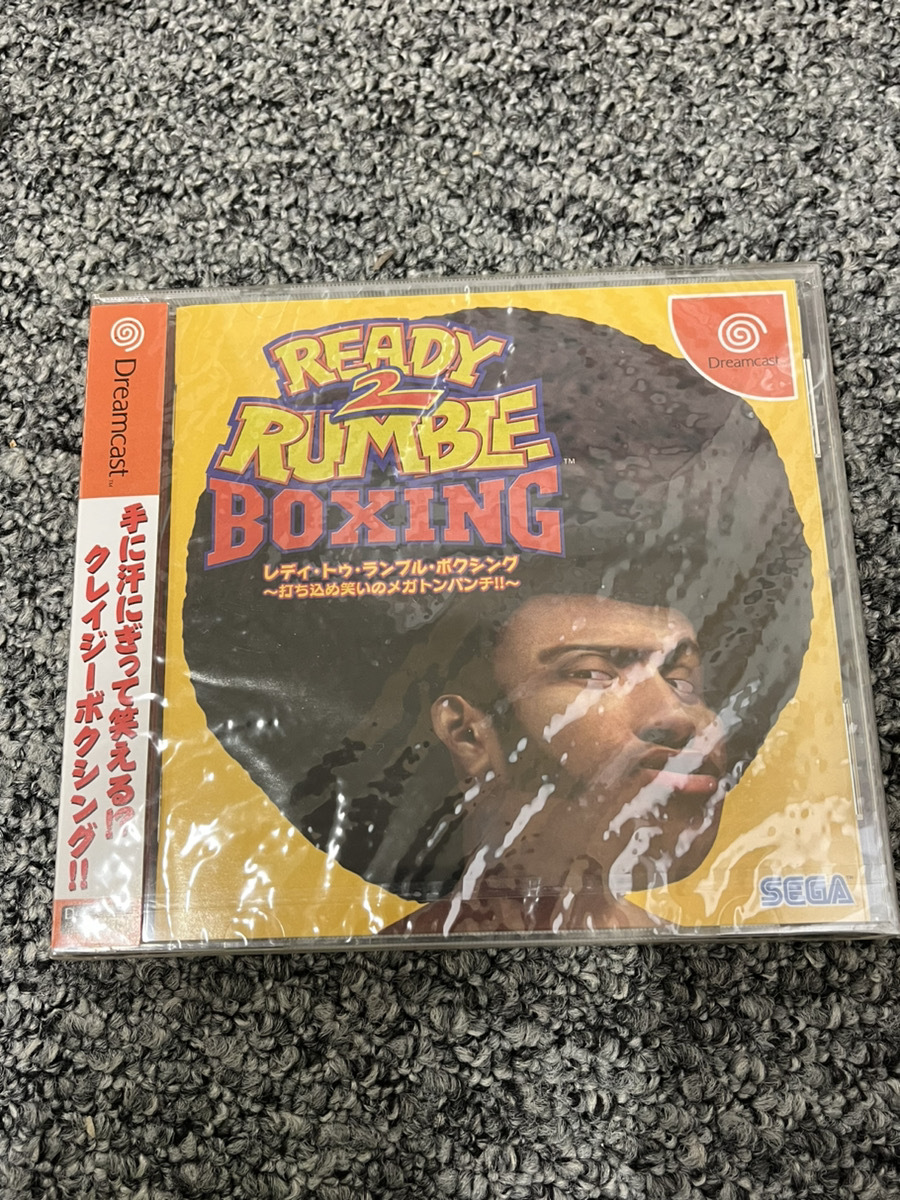 Dreamcast™
手に汗にぎって笑える!?
クレイジーボクシング!!
READY
2
RUMBLE
BOXING™
レディ・トゥ・ランブル・ボクシング
〜打ち込め笑いのメガトンパンチ!!〜
Dreamcast
SEGA